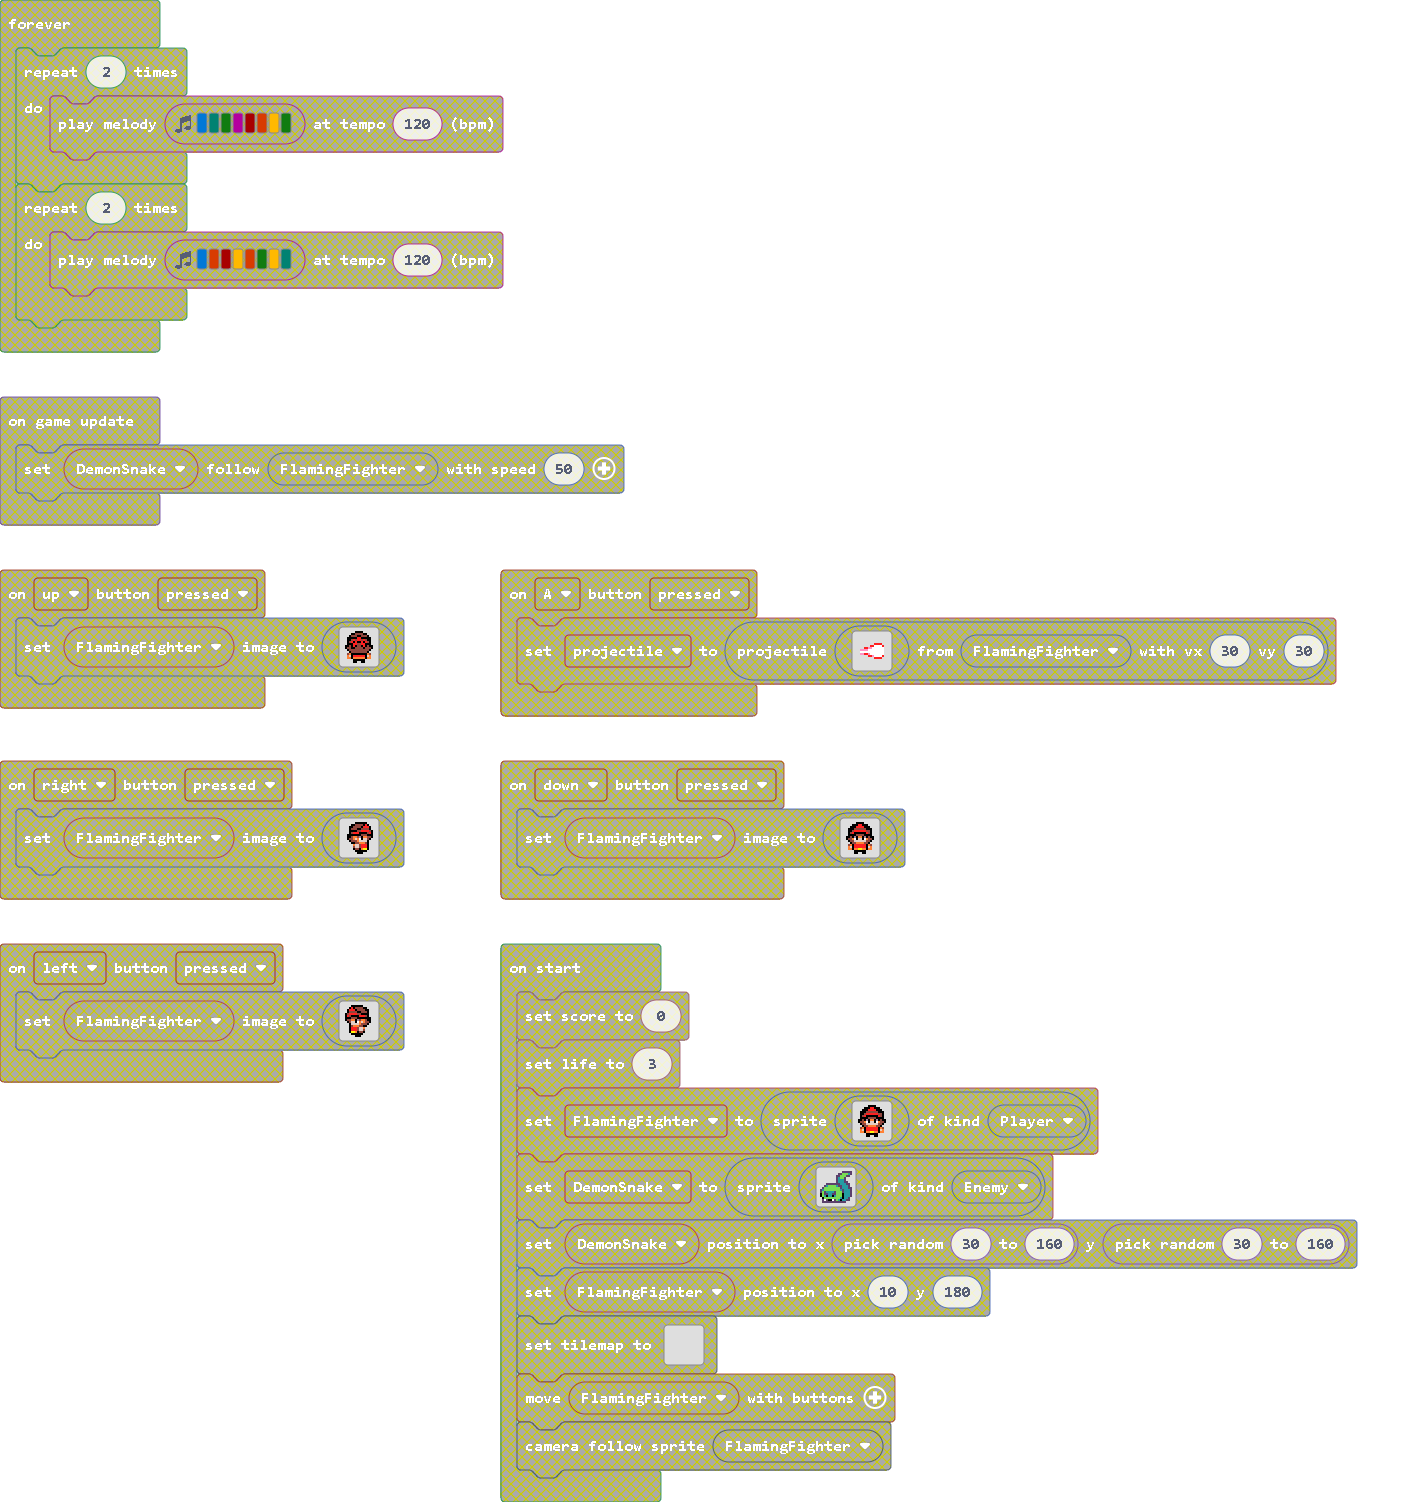 forever
repeat 2 times
do
play melody at tempo 120 (bpm)
repeat 2 times
do
play melody at tempo 120 (bpm)
on game update
set DemonSnake follow FlamingFighter with speed 50
on up button pressed
set FlamingFighter image to
on A button pressed
set projectile to projectile from FlamingFighter with vx 30 vy 30
on right button pressed
set FlamingFighter image to
on down button pressed
set FlamingFighter image to
on left button pressed
set FlamingFighter image to
on start
set score to 0
set life to 3
set FlamingFighter to sprite of kind Player
set DemonSnake to sprite of kind Enemy
set DemonSnake position to x pick random 30 to 160 y pick random 30 to 160
set FlamingFighter position to x 10 y 180
set tilemap to
move FlamingFighter with buttons
camera follow sprite FlamingFighter